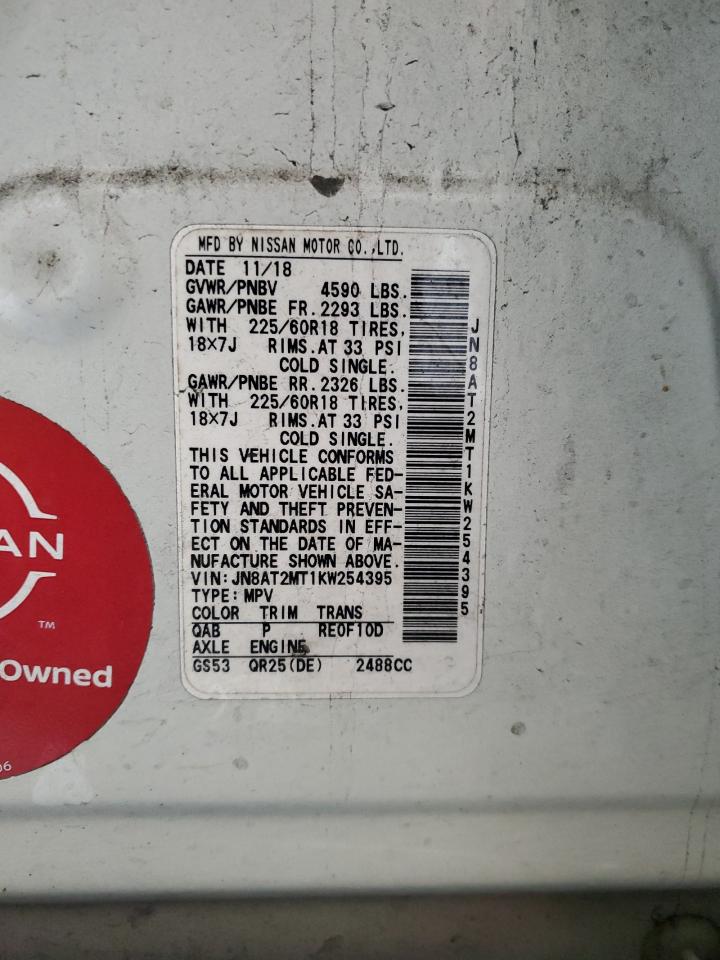 MFD BY NISSAN MOTOR CO.,LTD.
DATE 11/18
GVWR/PNBV 4590 LBS.
GAWR/PNBE FR.2293 LBS.
WITH 225/60R18 TIRES,
18X7J RIMS.AT 33 PSI
COLD SINGLE.
GAWR/PNBE RR.2326 LBS.
WITH 225/60R18 TIRES,
18X7J RIMS.AT 33 PSI
COLD SINGLE.
THIS VEHICLE CONFORMS
TO ALL APPLICABLE FED-
ERAL MOTOR VEHICLE SA-
FETY AND THEFT PREVEN-
TION STANDARDS IN EFF-
ECT ON THE DATE OF MA-
NUFACTURE SHOWN ABOVE.
VIN:JN8AT2MT1KW254395
TYPE:MPV
COLOR TRIM TRANS
QAB P RE0F10D
AXLE ENGINE
GS53 QR25(DE) 2488CC
JN8AT2MT1KW254395
AN
TM
Owned
06